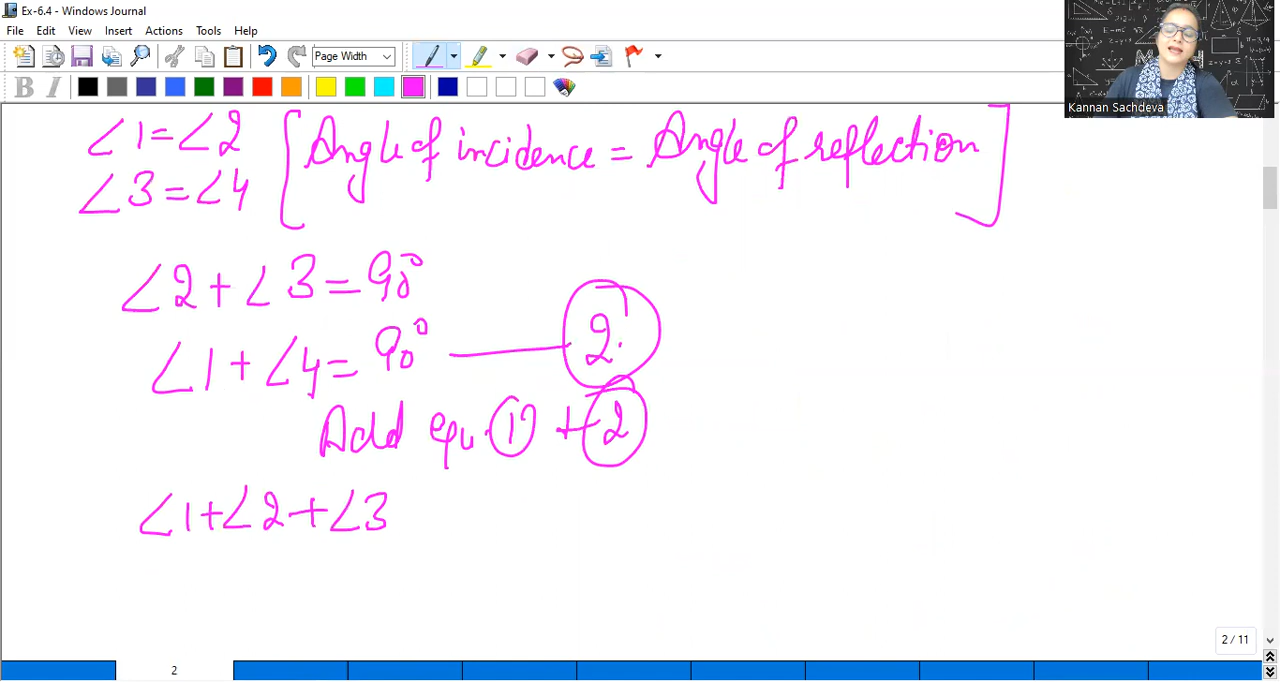 Ex-6.4 - Windows Journal
File Edit View Insert Actions Tools Help
Page Width
B I
Kannan Sachdeva
∠1=∠2 [Angle of incidence = Angle of reflection]
∠3=∠4
∠2+∠3=90°
∠1+∠4=90° — 2
Add equ. 1 + 2
∠1+∠2+∠3
2 / 11
2